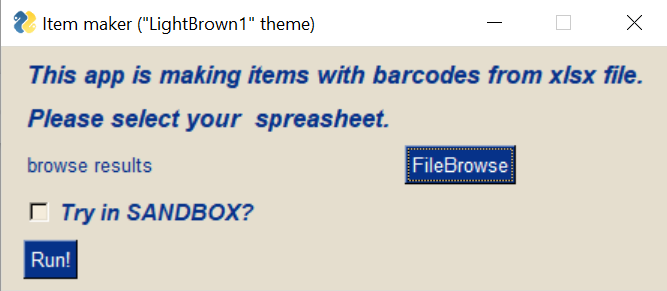 Item maker ("LightBrown1" theme)
This app is making items with barcodes from xlsx file.
Please select your  spreasheet.
browse results FileBrowse
Try in SANDBOX?
Run!